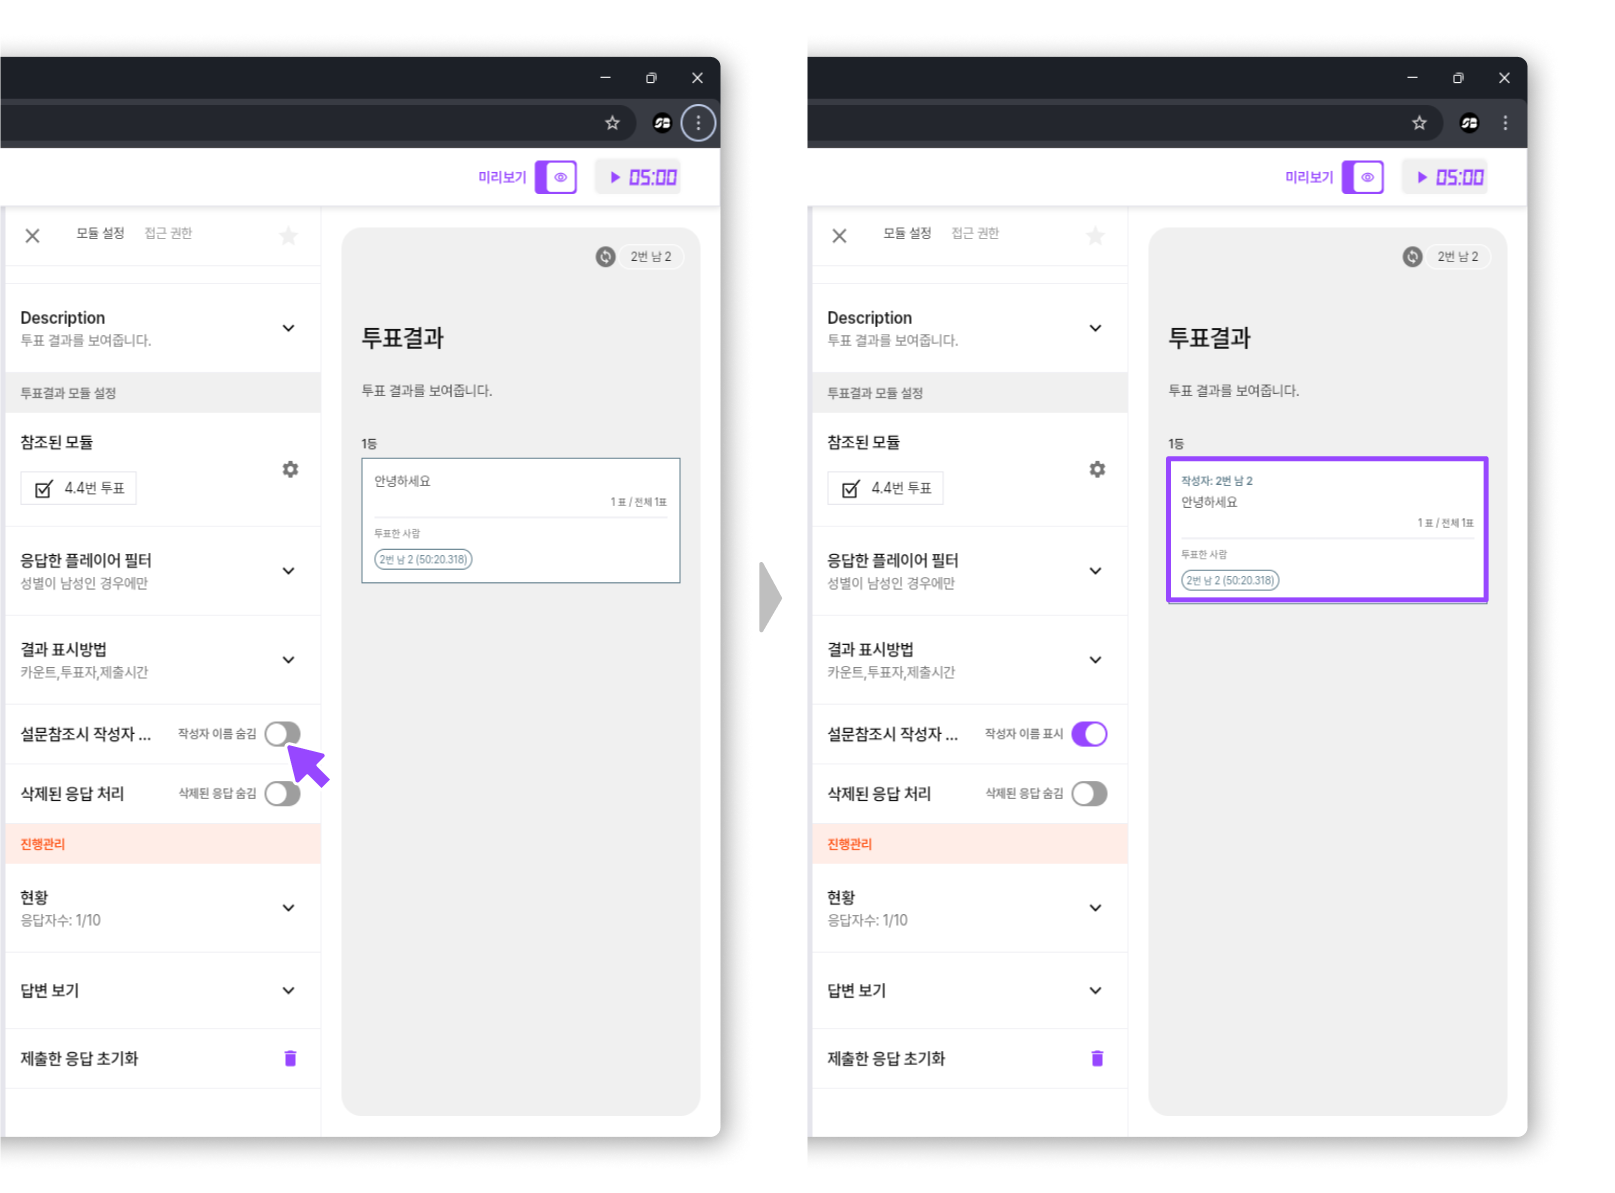 미리보기
05:00
모듈 설정 접근 권한
Description
투표 결과를 보여줍니다.
투표결과 모듈 설정
참조된 모듈
4.4번 투표
응답한 플레이어 필터
성별이 남성인 경우에만
결과 표시방법
카운트,투표자,제출시간
설문참조시 작성자 ... 작성자 이름 숨김
삭제된 응답 처리 삭제된 응답 숨김
진행관리
현황
응답자수: 1/10
답변 보기
제출한 응답 초기화
2번 남 2
투표결과
투표 결과를 보여줍니다.
1등
안녕하세요
1 표 / 전체 1표
투표한 사람
2번 남 2 (50:20.318)
미리보기
05:00
모듈 설정 접근 권한
Description
투표 결과를 보여줍니다.
투표결과 모듈 설정
참조된 모듈
4.4번 투표
응답한 플레이어 필터
성별이 남성인 경우에만
결과 표시방법
카운트,투표자,제출시간
설문참조시 작성자 ... 작성자 이름 표시
삭제된 응답 처리 삭제된 응답 숨김
진행관리
현황
응답자수: 1/10
답변 보기
제출한 응답 초기화
2번 남 2
투표결과
투표 결과를 보여줍니다.
1등
작성자: 2번 남 2
안녕하세요
1 표 / 전체 1표
투표한 사람
2번 남 2 (50:20.318)